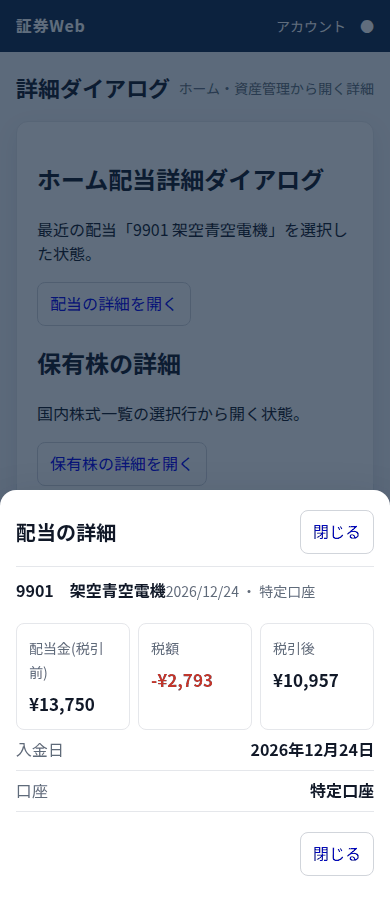 証券Web
アカウント
詳細ダイアログ
ホーム・資産管理から開く詳細
ホーム配当詳細ダイアログ
最近の配当「9901 架空青空電機」を選択し
た状態。
配当の詳細を開く
保有株の詳細
国内株式一覧の選択行から開く状態。
保有株の詳細を開く
配当の詳細
閉じる
9901　架空青空電機2026/12/24 ・ 特定口座
配当金(税引
前)
¥13,750
税額
-¥2,793
税引後
¥10,957
入金日
2026年12月24日
口座
特定口座
閉じる